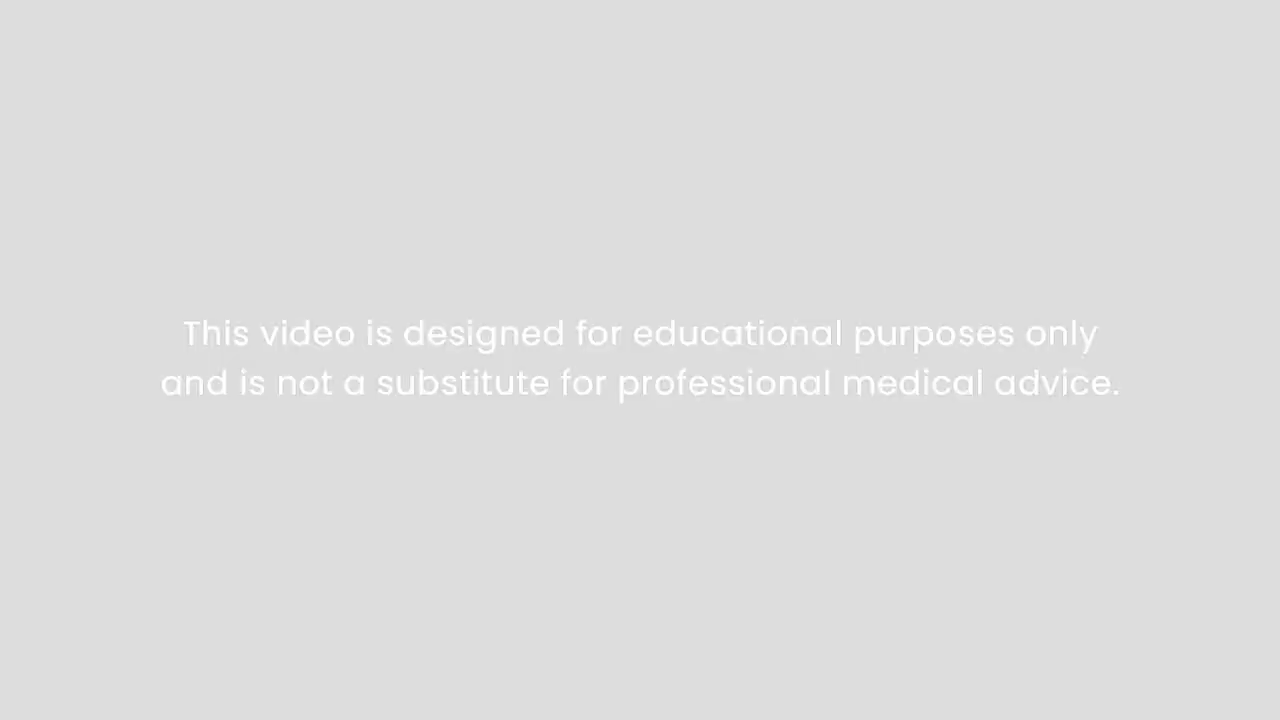 This video is designed for educational purposes only
and is not a substitute for professional medical advice.